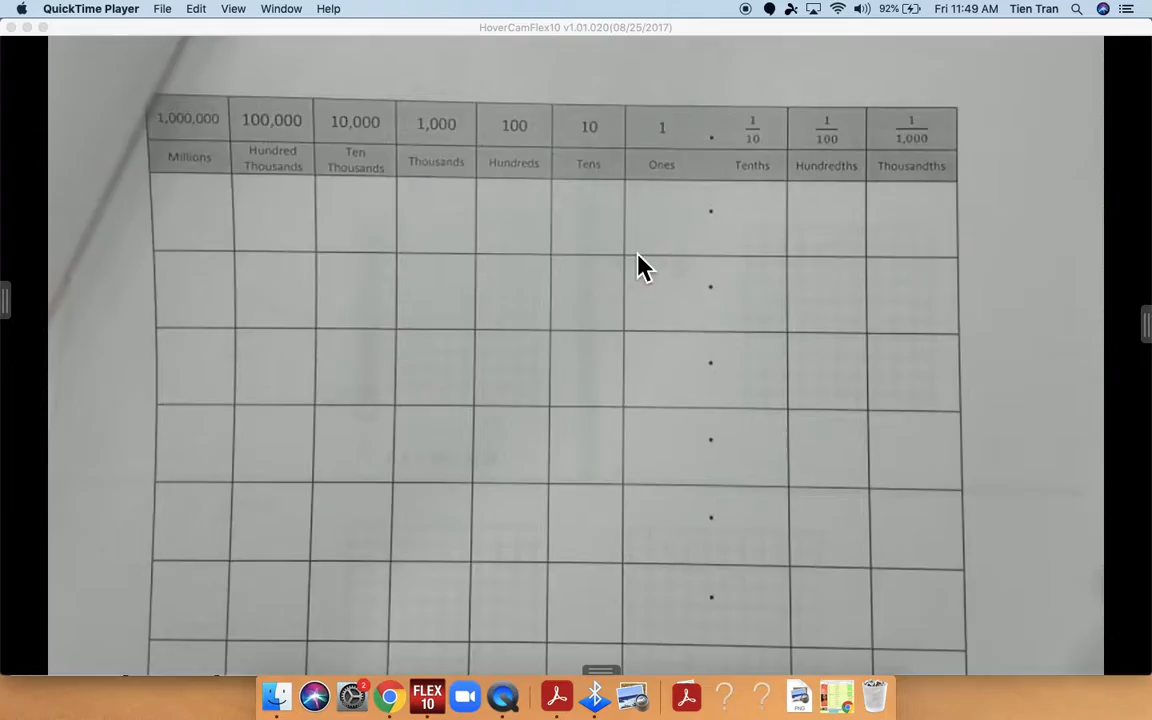 QuickTime Player File Edit View Window Help 92% Fri 11:49 AM Tien Tran
HoverCamFlex10 v1.01.020(08/25/2017)
1,000,000 100,000 10,000 1,000 100 10 1 . 1/10 1/100 1/1,000
Millions Hundred Thousands Ten Thousands Thousands Hundreds Tens Ones Tenths Hundredths Thousandths
.
.
.
.
.
.
FLEX 10 2 ? ? PNG